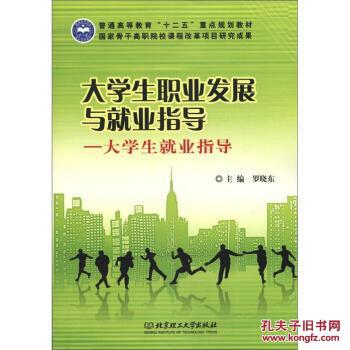 普通高等教育“十二五”重点规划教材
国家骨干高职院校课程改革项目研究成果
大学生职业发展
与就业指导
—大学生就业指导
◎主 编 罗晓东
北京理工大学出版社
孔夫子旧书网
www.kongfz.com